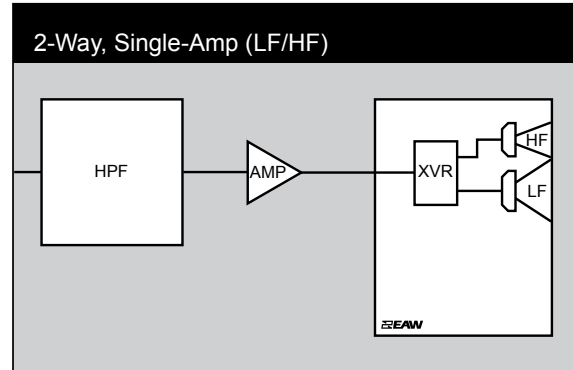 2-Way, Single-Amp (LF/HF)
HPF
AMP
XVR
HF
LF
EAW